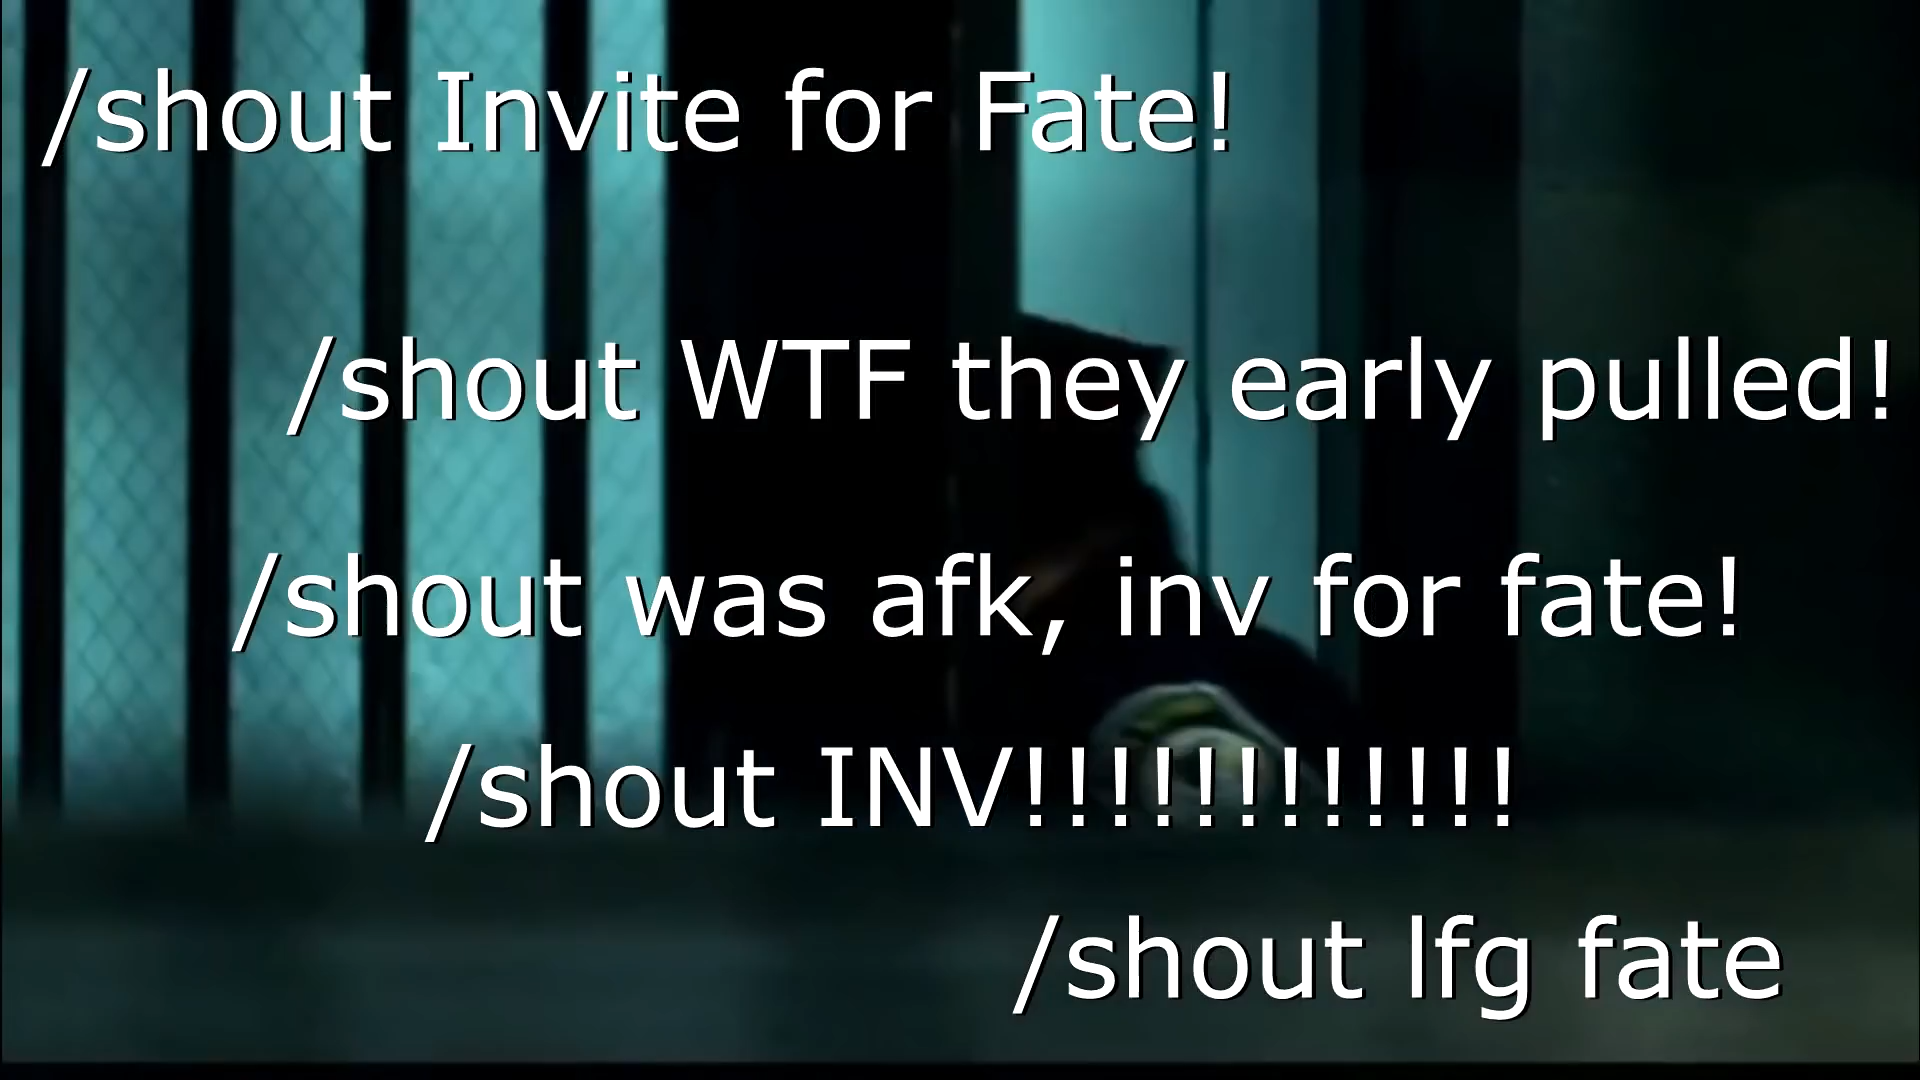 /shout Invite for Fate!
/shout WTF they early pulled!
/shout was afk, inv for fate!
/shout INV!!!!!!!!!!!!
/shout lfg fate